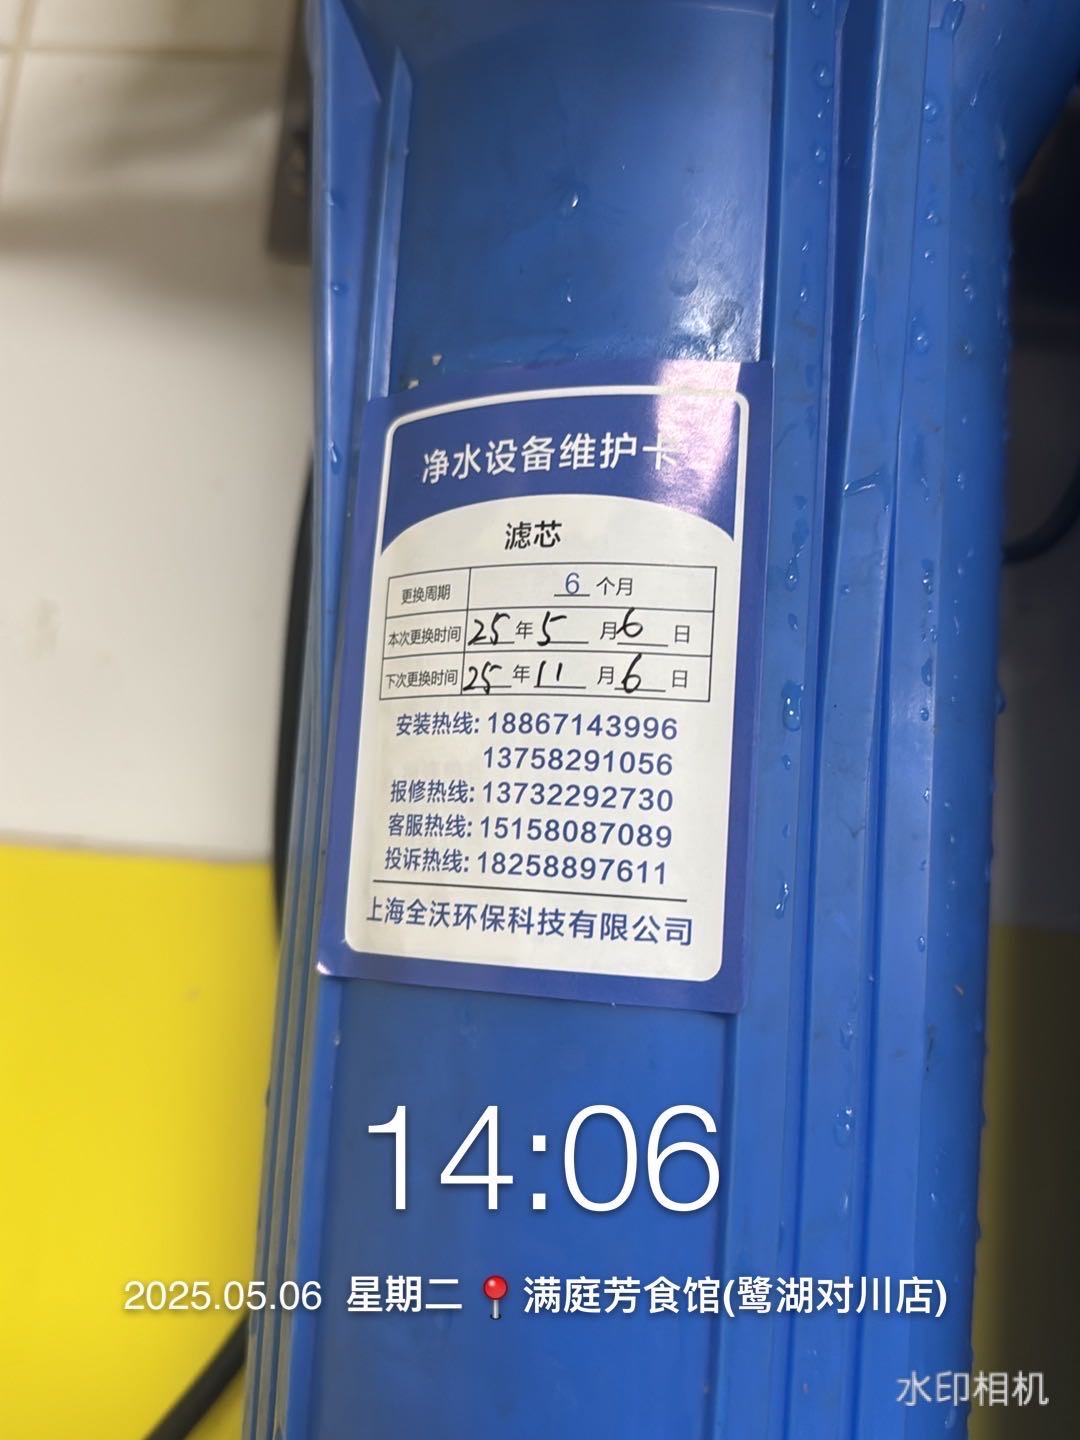 净水设备维护卡
滤芯
更换周期 6 个月
本次更换时间 25 年 5 月 6 日
下次更换时间 25 年 11 月 6 日
安装热线: 18867143996
13758291056
报修热线: 13732292730
客服热线: 15158087089
投诉热线: 18258897611
上海全沃环保科技有限公司
14:06
2025.05.06 星期二 📍满庭芳食馆(鹭湖对川店)
水印相机